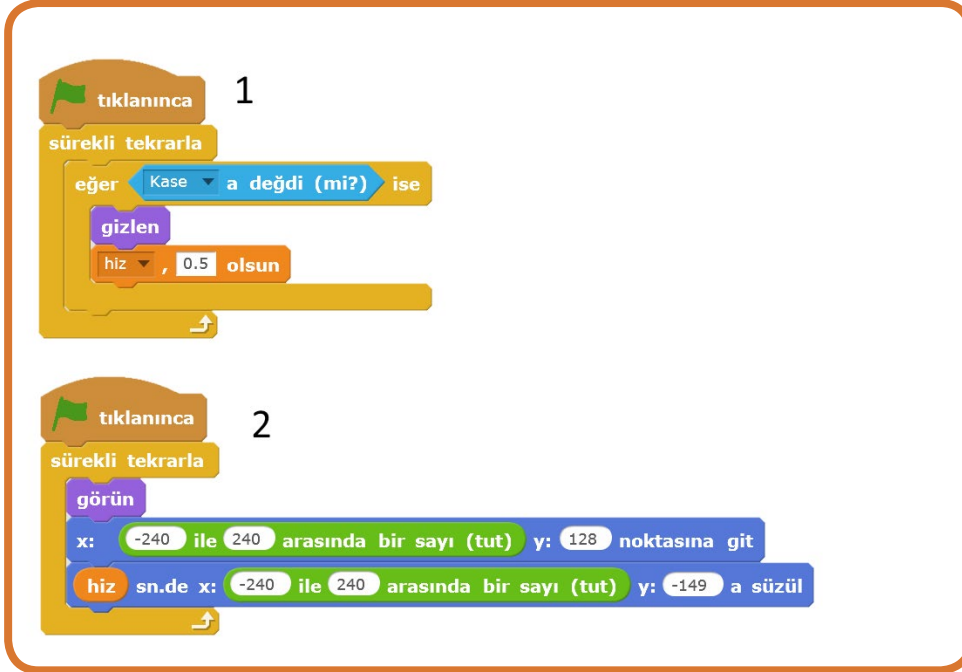 tıklanınca 1
sürekli tekrarla
eğer Kase a değdi (mi?) ise
gizlen
hiz , 0.5 olsun
tıklanınca 2
sürekli tekrarla
görün
x: -240 ile 240 arasında bir sayı (tut) y: 128 noktasına git
hiz sn.de x: -240 ile 240 arasında bir sayı (tut) y: -149 a süzül